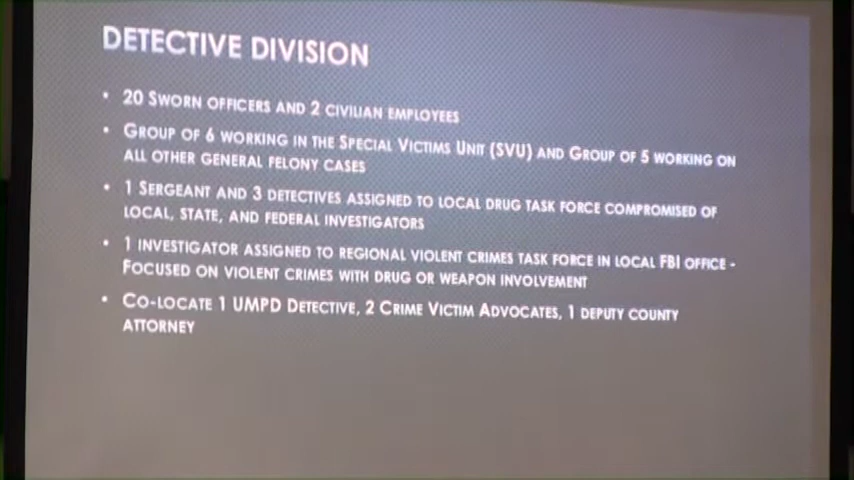 DETECTIVE DIVISION
• 20 SWORN OFFICERS AND 2 CIVILIAN EMPLOYEES
• GROUP OF 6 WORKING IN THE SPECIAL VICTIMS UNIT (SVU) AND GROUP OF 5 WORKING ON
ALL OTHER GENERAL FELONY CASES
• 1 SERGEANT AND 3 DETECTIVES ASSIGNED TO LOCAL DRUG TASK FORCE COMPROMISED OF
LOCAL, STATE, AND FEDERAL INVESTIGATORS
• 1 INVESTIGATOR ASSIGNED TO REGIONAL VIOLENT CRIMES TASK FORCE IN LOCAL FBI OFFICE -
FOCUSED ON VIOLENT CRIMES WITH DRUG OR WEAPON INVOLVEMENT
• CO-LOCATE 1 UMPD DETECTIVE, 2 CRIME VICTIM ADVOCATES, 1 DEPUTY COUNTY
ATTORNEY